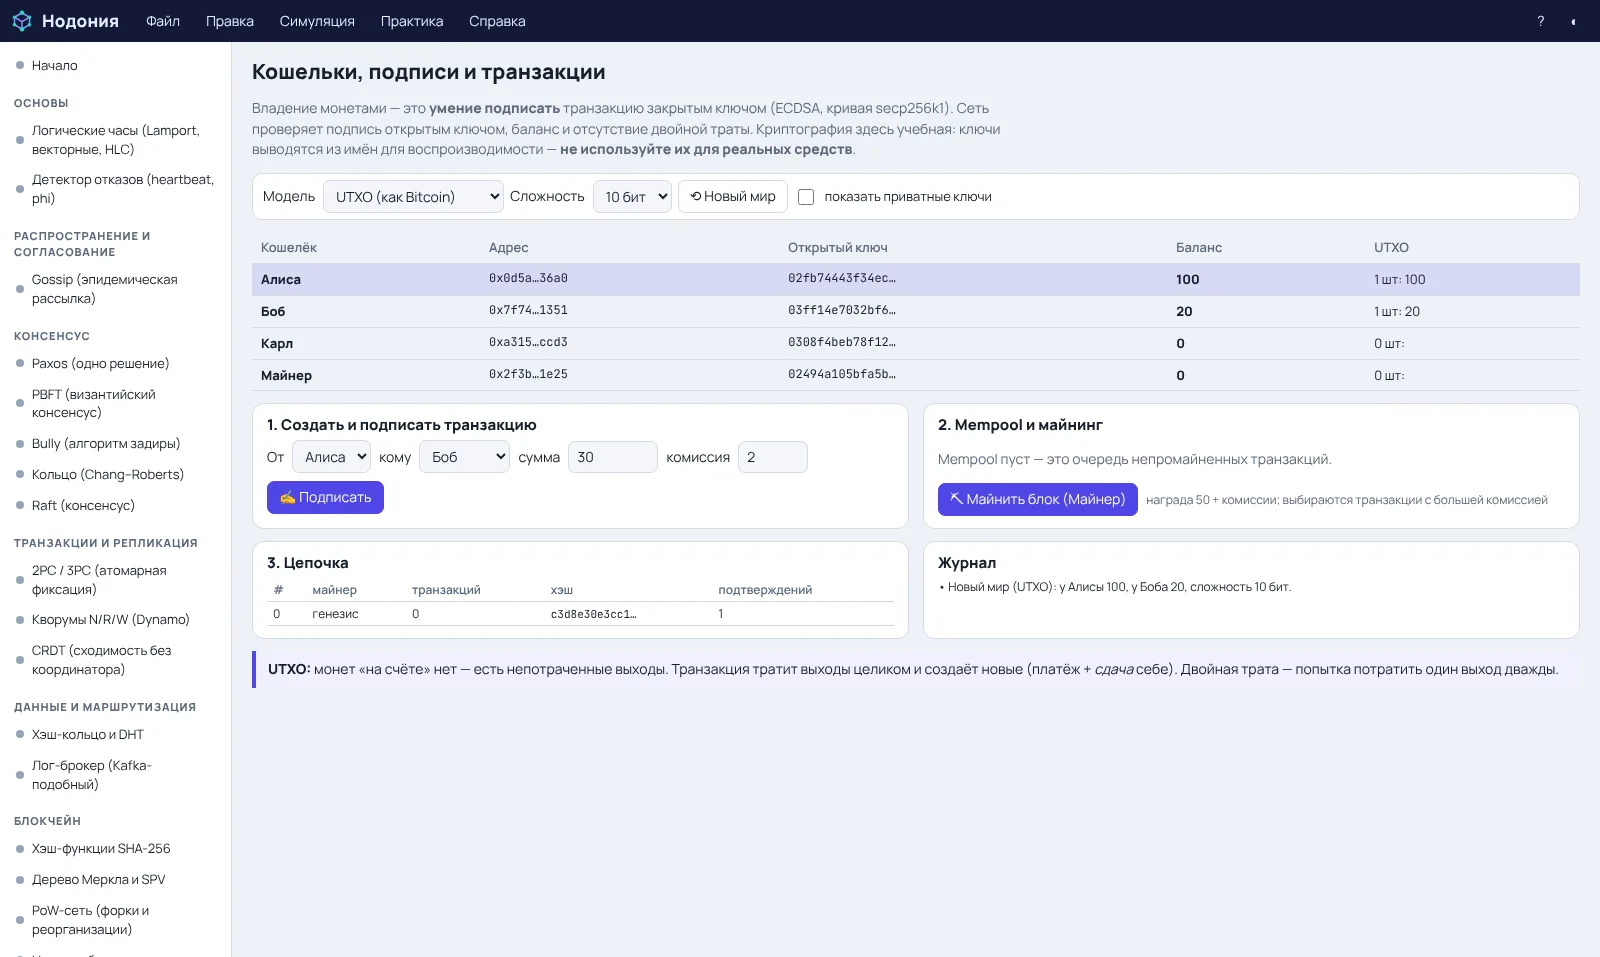 Нодония
Файл
Правка
Симуляция
Практика
Справка
?
Начало
ОСНОВЫ
Логические часы (Lamport,
векторные, HLC)
Детектор отказов (heartbeat,
phi)
РАСПРОСТРАНЕНИЕ И
СОГЛАСОВАНИЕ
Gossip (эпидемическая
рассылка)
КОНСЕНСУС
Paxos (одно решение)
PBFT (византийский
консенсус)
Bully (алгоритм задиры)
Кольцо (Chang–Roberts)
Raft (консенсус)
ТРАНЗАКЦИИ И РЕПЛИКАЦИЯ
2PC / 3PC (атомарная
фиксация)
Кворумы N/R/W (Dynamo)
CRDT (сходимость без
координатора)
ДАННЫЕ И МАРШРУТИЗАЦИЯ
Хэш-кольцо и DHT
Лог-брокер (Kafka-
подобный)
БЛОКЧЕЙН
Хэш-функции SHA-256
Дерево Меркла и SPV
PoW-сеть (форки и
реорганизации)
Кошельки, подписи и транзакции
Владение монетами — это умение подписать транзакцию закрытым ключом (ECDSA, кривая secp256k1). Сеть
проверяет подпись открытым ключом, баланс и отсутствие двойной траты. Криптография здесь учебная: ключи
выводятся из имён для воспроизводимости — не используйте их для реальных средств.
Модель UTXO (как Bitcoin) Сложность 10 бит ⟲ Новый мир показать приватные ключи
Кошелёк Адрес Открытый ключ Баланс UTXO
Алиса 0x0d5a…36a0 02fb74443f34ec… 100 1 шт: 100
Боб 0x7f74…1351 03ff14e7032bf6… 20 1 шт: 20
Карл 0xa315…ccd3 0308f4beb78f12… 0 0 шт:
Майнер 0x2f3b…1e25 02494a105bfa5b… 0 0 шт:
1. Создать и подписать транзакцию
От Алиса кому Боб сумма 30 комиссия 2
✍ Подписать
2. Mempool и майнинг
Mempool пуст — это очередь непромайненных транзакций.
⛏ Майнить блок (Майнер) награда 50 + комиссии; выбираются транзакции с большей комиссией
3. Цепочка
# майнер транзакций хэш подтверждений
0 генезис 0 c3d8e30e3cc1… 1
Журнал
• Новый мир (UTXO): у Алисы 100, у Боба 20, сложность 10 бит.
UTXO: монет «на счёте» нет — есть непотраченные выходы. Транзакция тратит выходы целиком и создаёт новые (платёж + сдача себе). Двойная трата — попытка потратить один выход дважды.